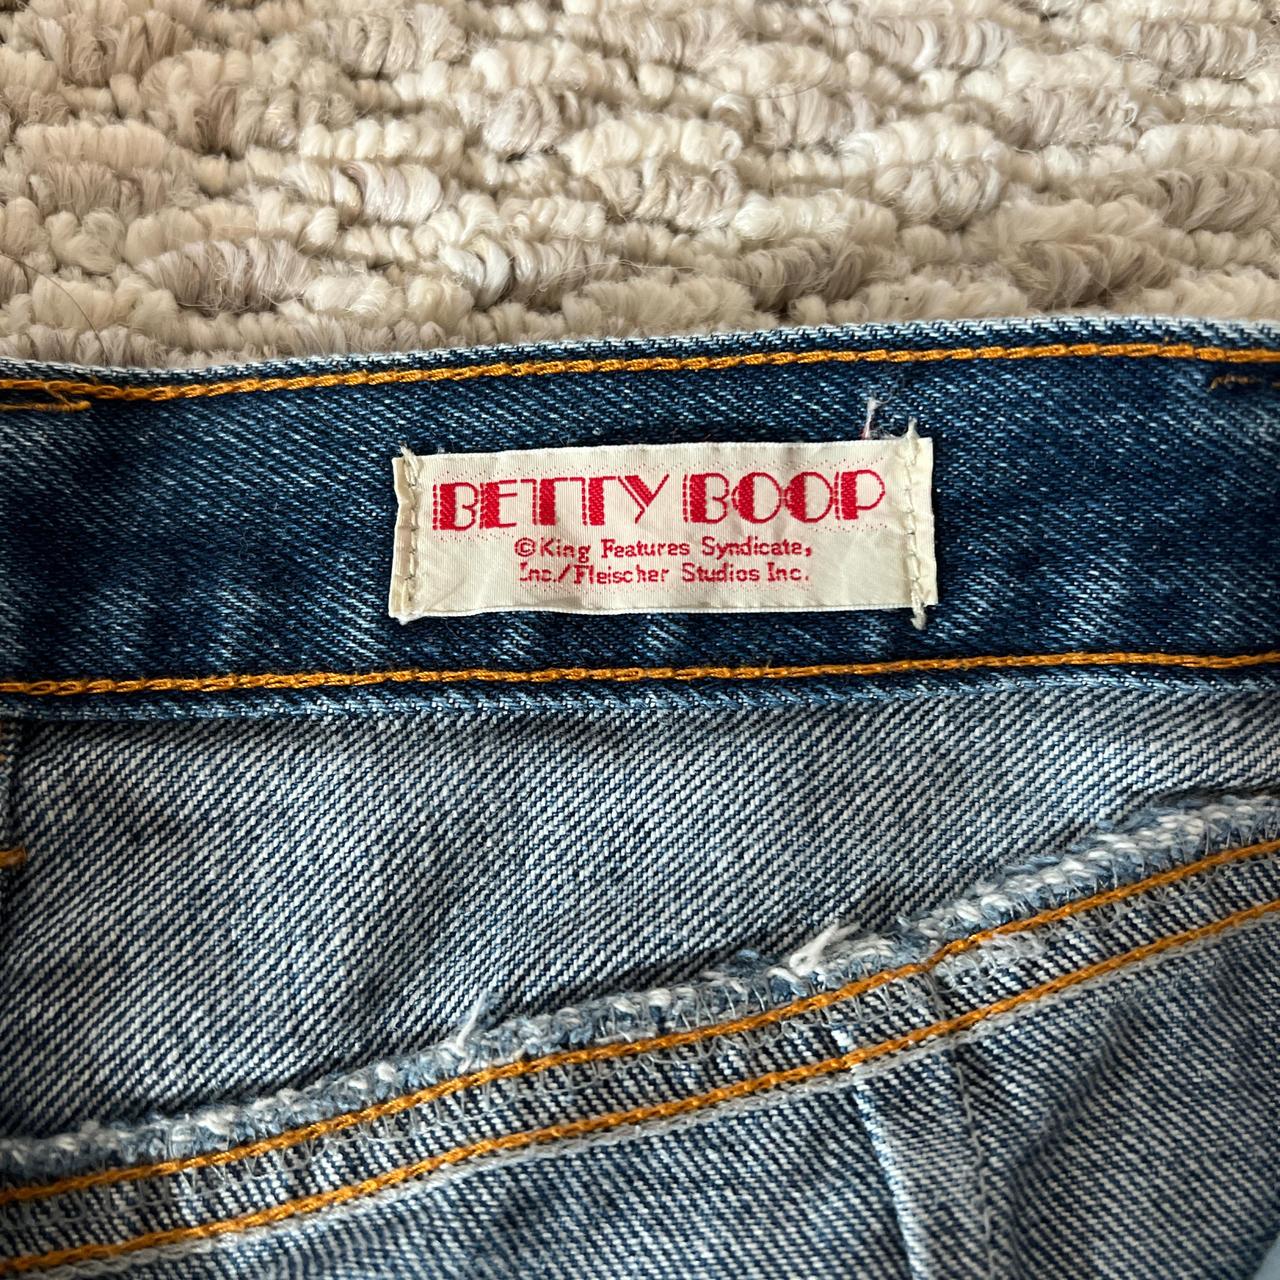 BETTY BOOP
©King Features Syndicate,
Inc./Fleischer Studios Inc.